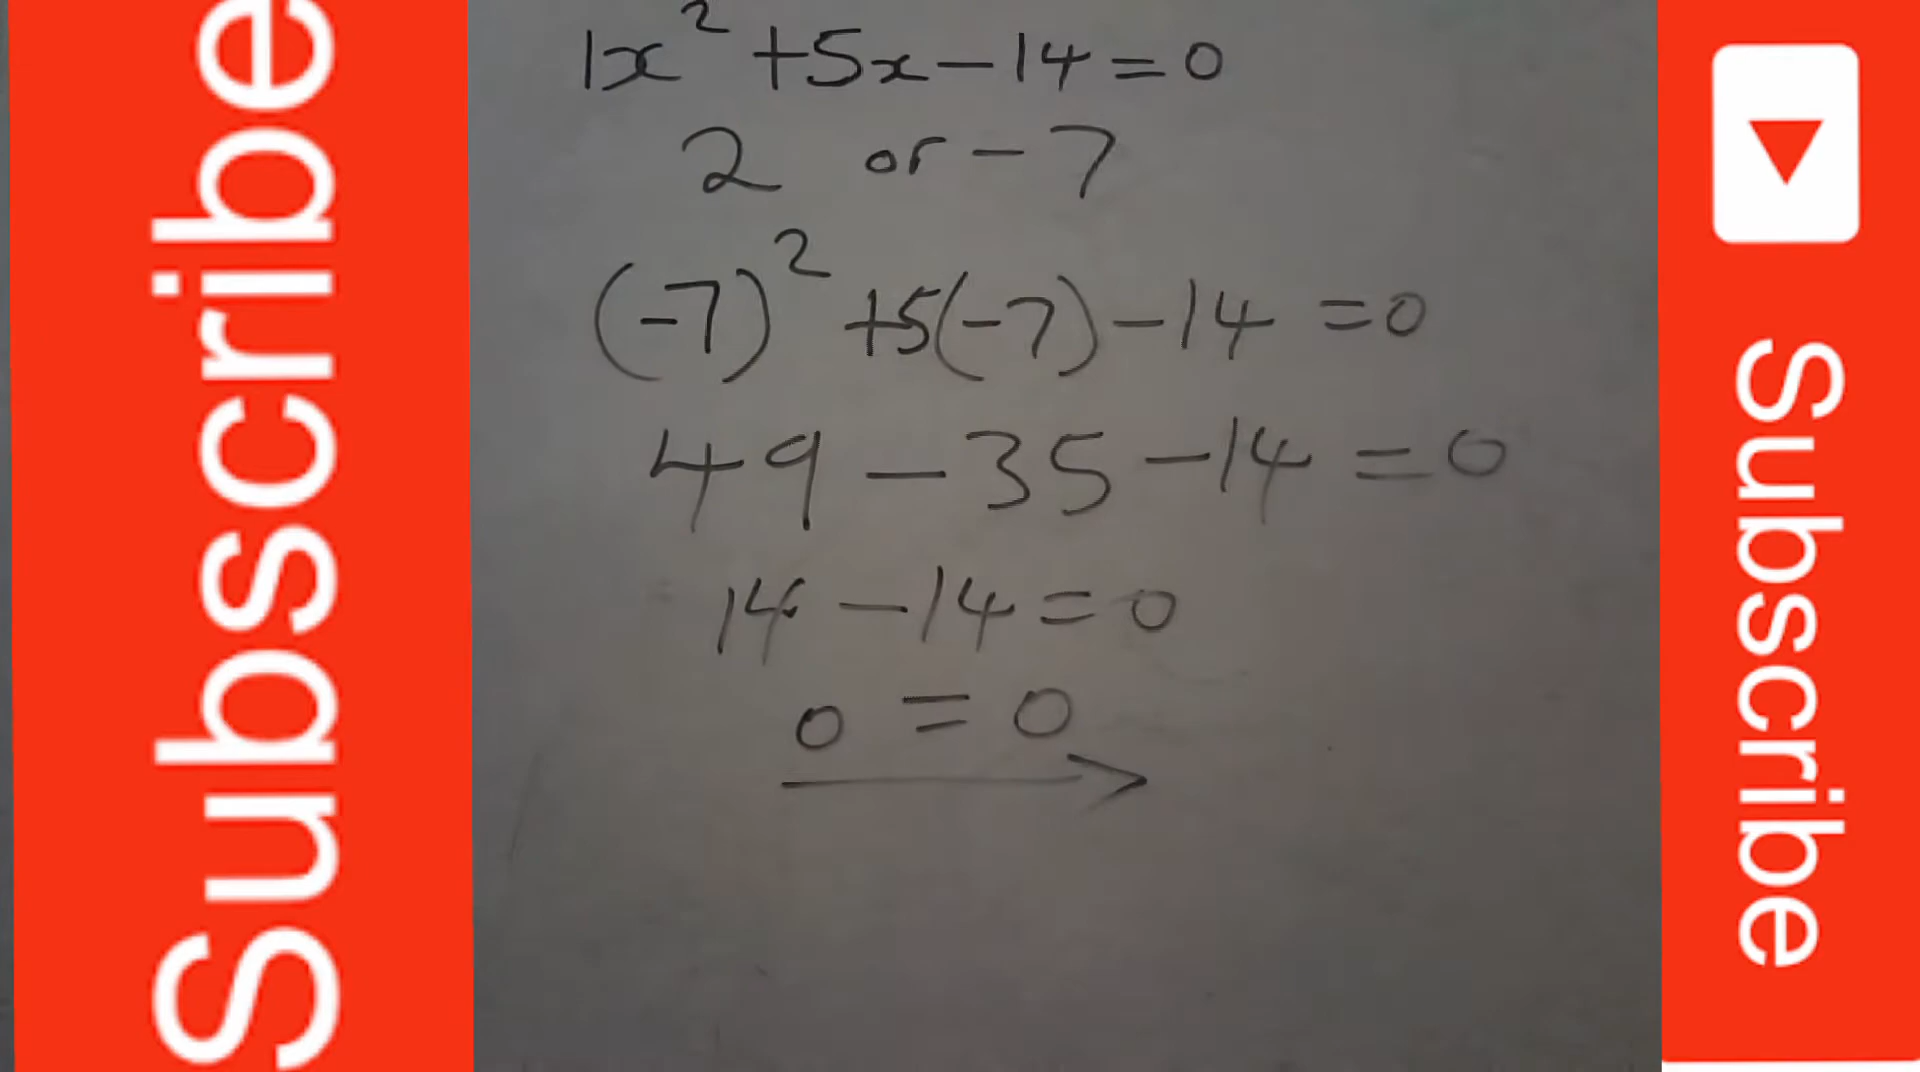 Subscribe
1x² +5x-14=0
2 or -7
(-7)² +5(-7)-14 =0
49-35-14=0
14-14=0
0=0
Subscribe